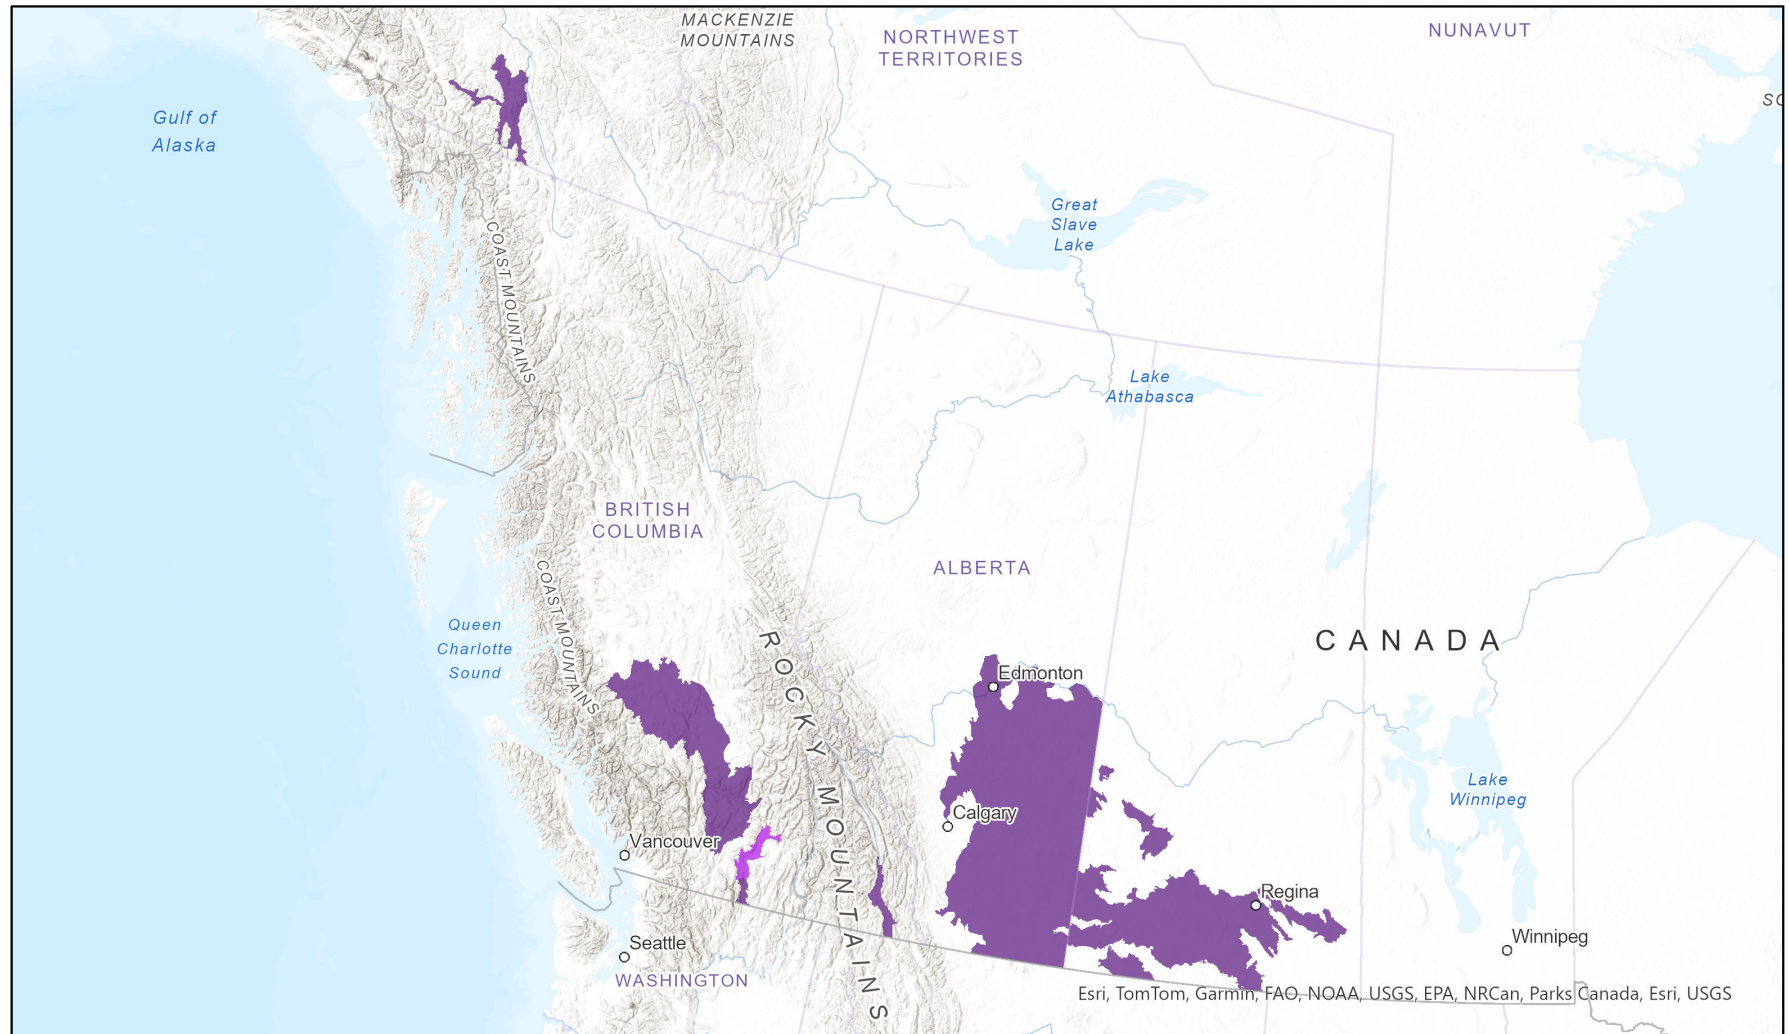 MACKENZIE
MOUNTAINS
NORTHWEST
TERRITORIES
NUNAVUT
SO
Gulf of
Alaska
Great
Slave
Lake
COAST MOUNTAINS
Lake
Athabasca
BRITISH
COLUMBIA
ALBERTA
COAST MOUNTAINS
Queen
Charlotte
Sound
ROCKY MOUNTAINS
CANADA
Edmonton
Lake
Winnipeg
Calgary
Vancouver
Regina
Seattle
Winnipeg
WASHINGTON
Esri, TomTom, Garmin, FAO, NOAA, USGS, EPA, NRCan, Parks Canada, Esri, USGS